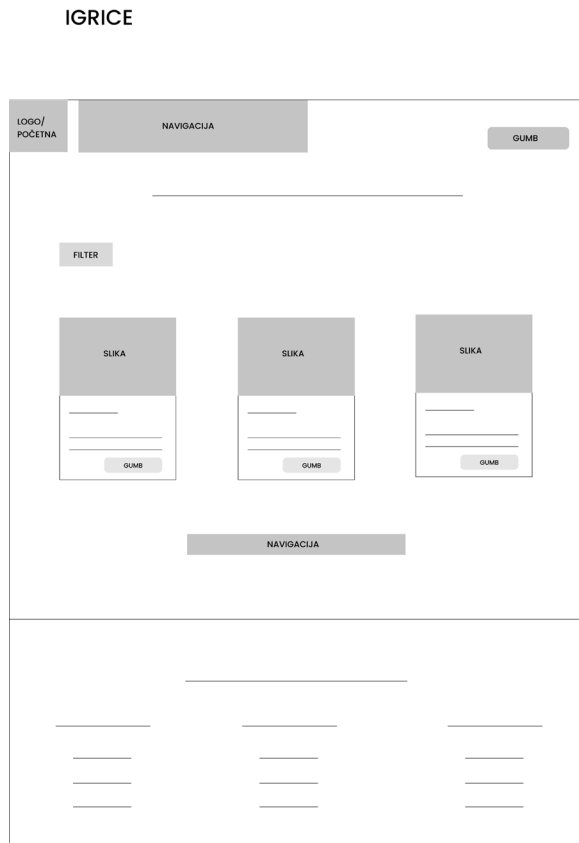 IGRICE
LOGO/
POČETNA
NAVIGACIJA
GUMB
FILTER
SLIKA
SLIKA
SLIKA
GUMB
GUMB
GUMB
NAVIGACIJA